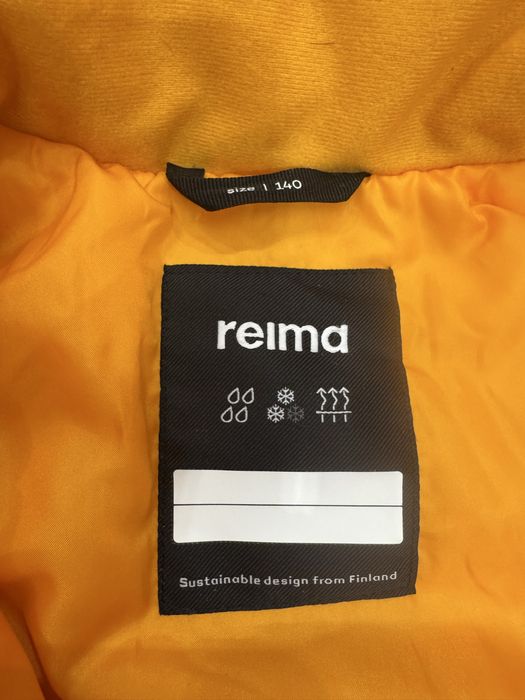 size | 140
reima
Sustainable design from Finland